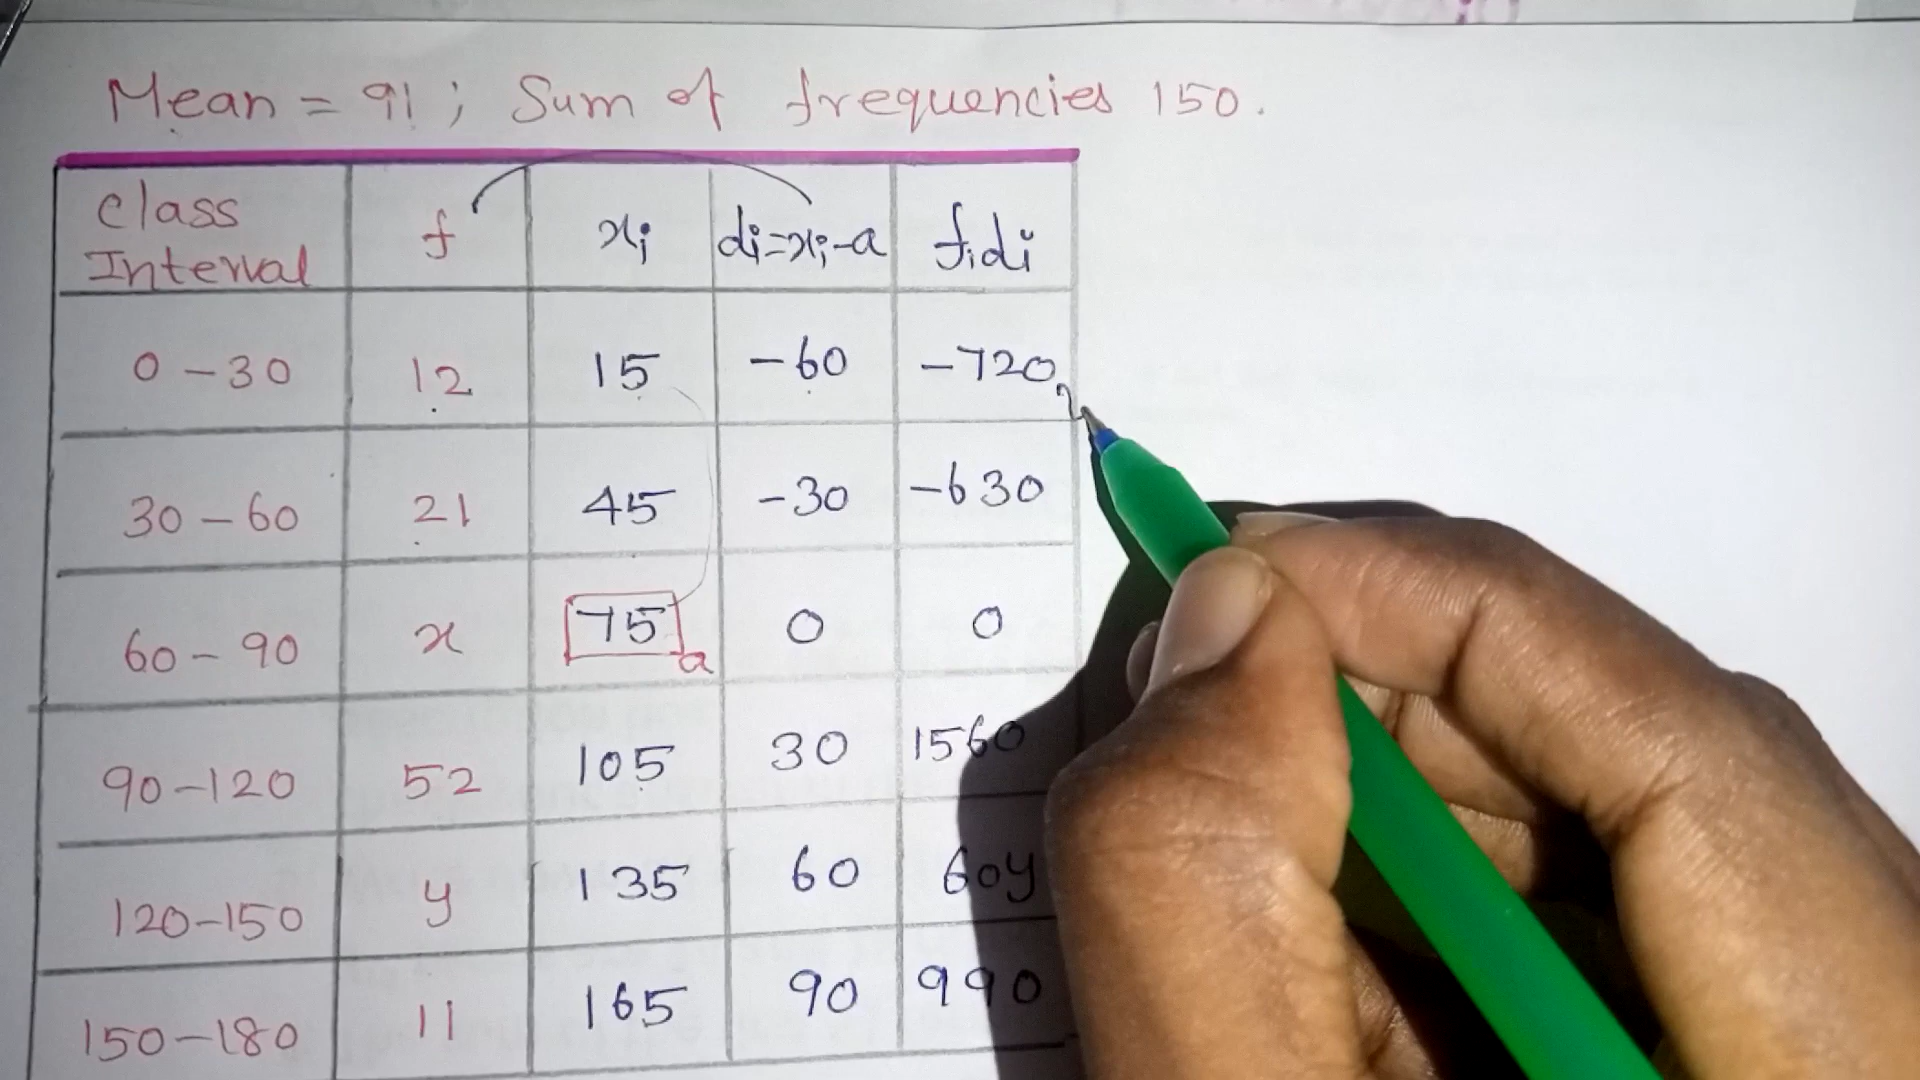 Mean = 91 ; Sum of frequencies 150.
Class Interval f xi di=xi-a fidi
0-30 12 15 -60 -720
30-60 21 45 -30 -630
60-90 x 75 a 0 0
90-120 52 105 30 1560
120-150 y 135 60 60y
150-180 11 165 90 990